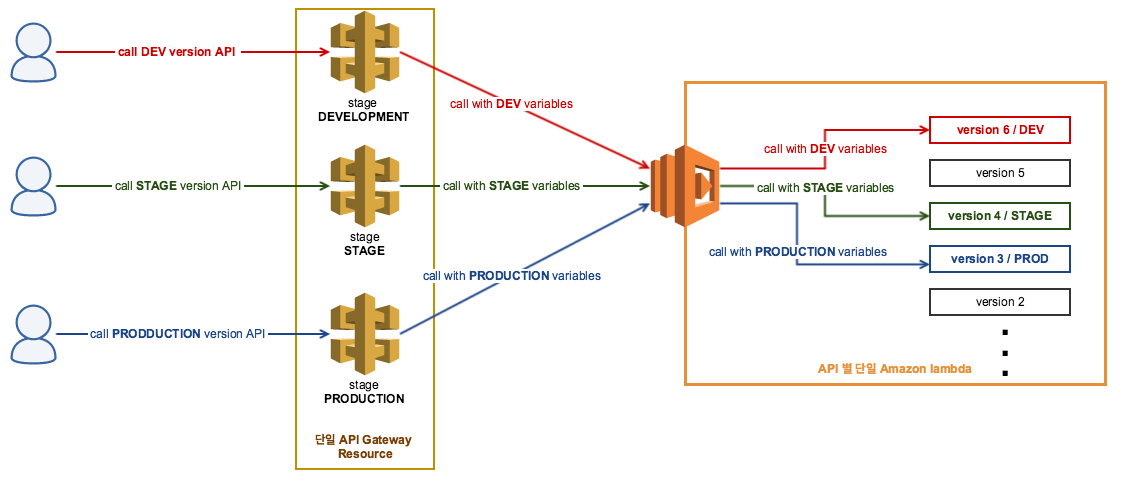 call DEV version API
stage
DEVELOPMENT
call with DEV variables
call STAGE version API
stage
STAGE
call with STAGE variables
call PRODDUCTION version API
stage
PRODUCTION
call with PRODUCTION variables
단일 API Gateway
Resource
call with DEV variables
call with STAGE variables
call with PRODUCTION variables
version 6 / DEV
version 5
version 4 / STAGE
version 3 / PROD
version 2
API 별 단일 Amazon lambda